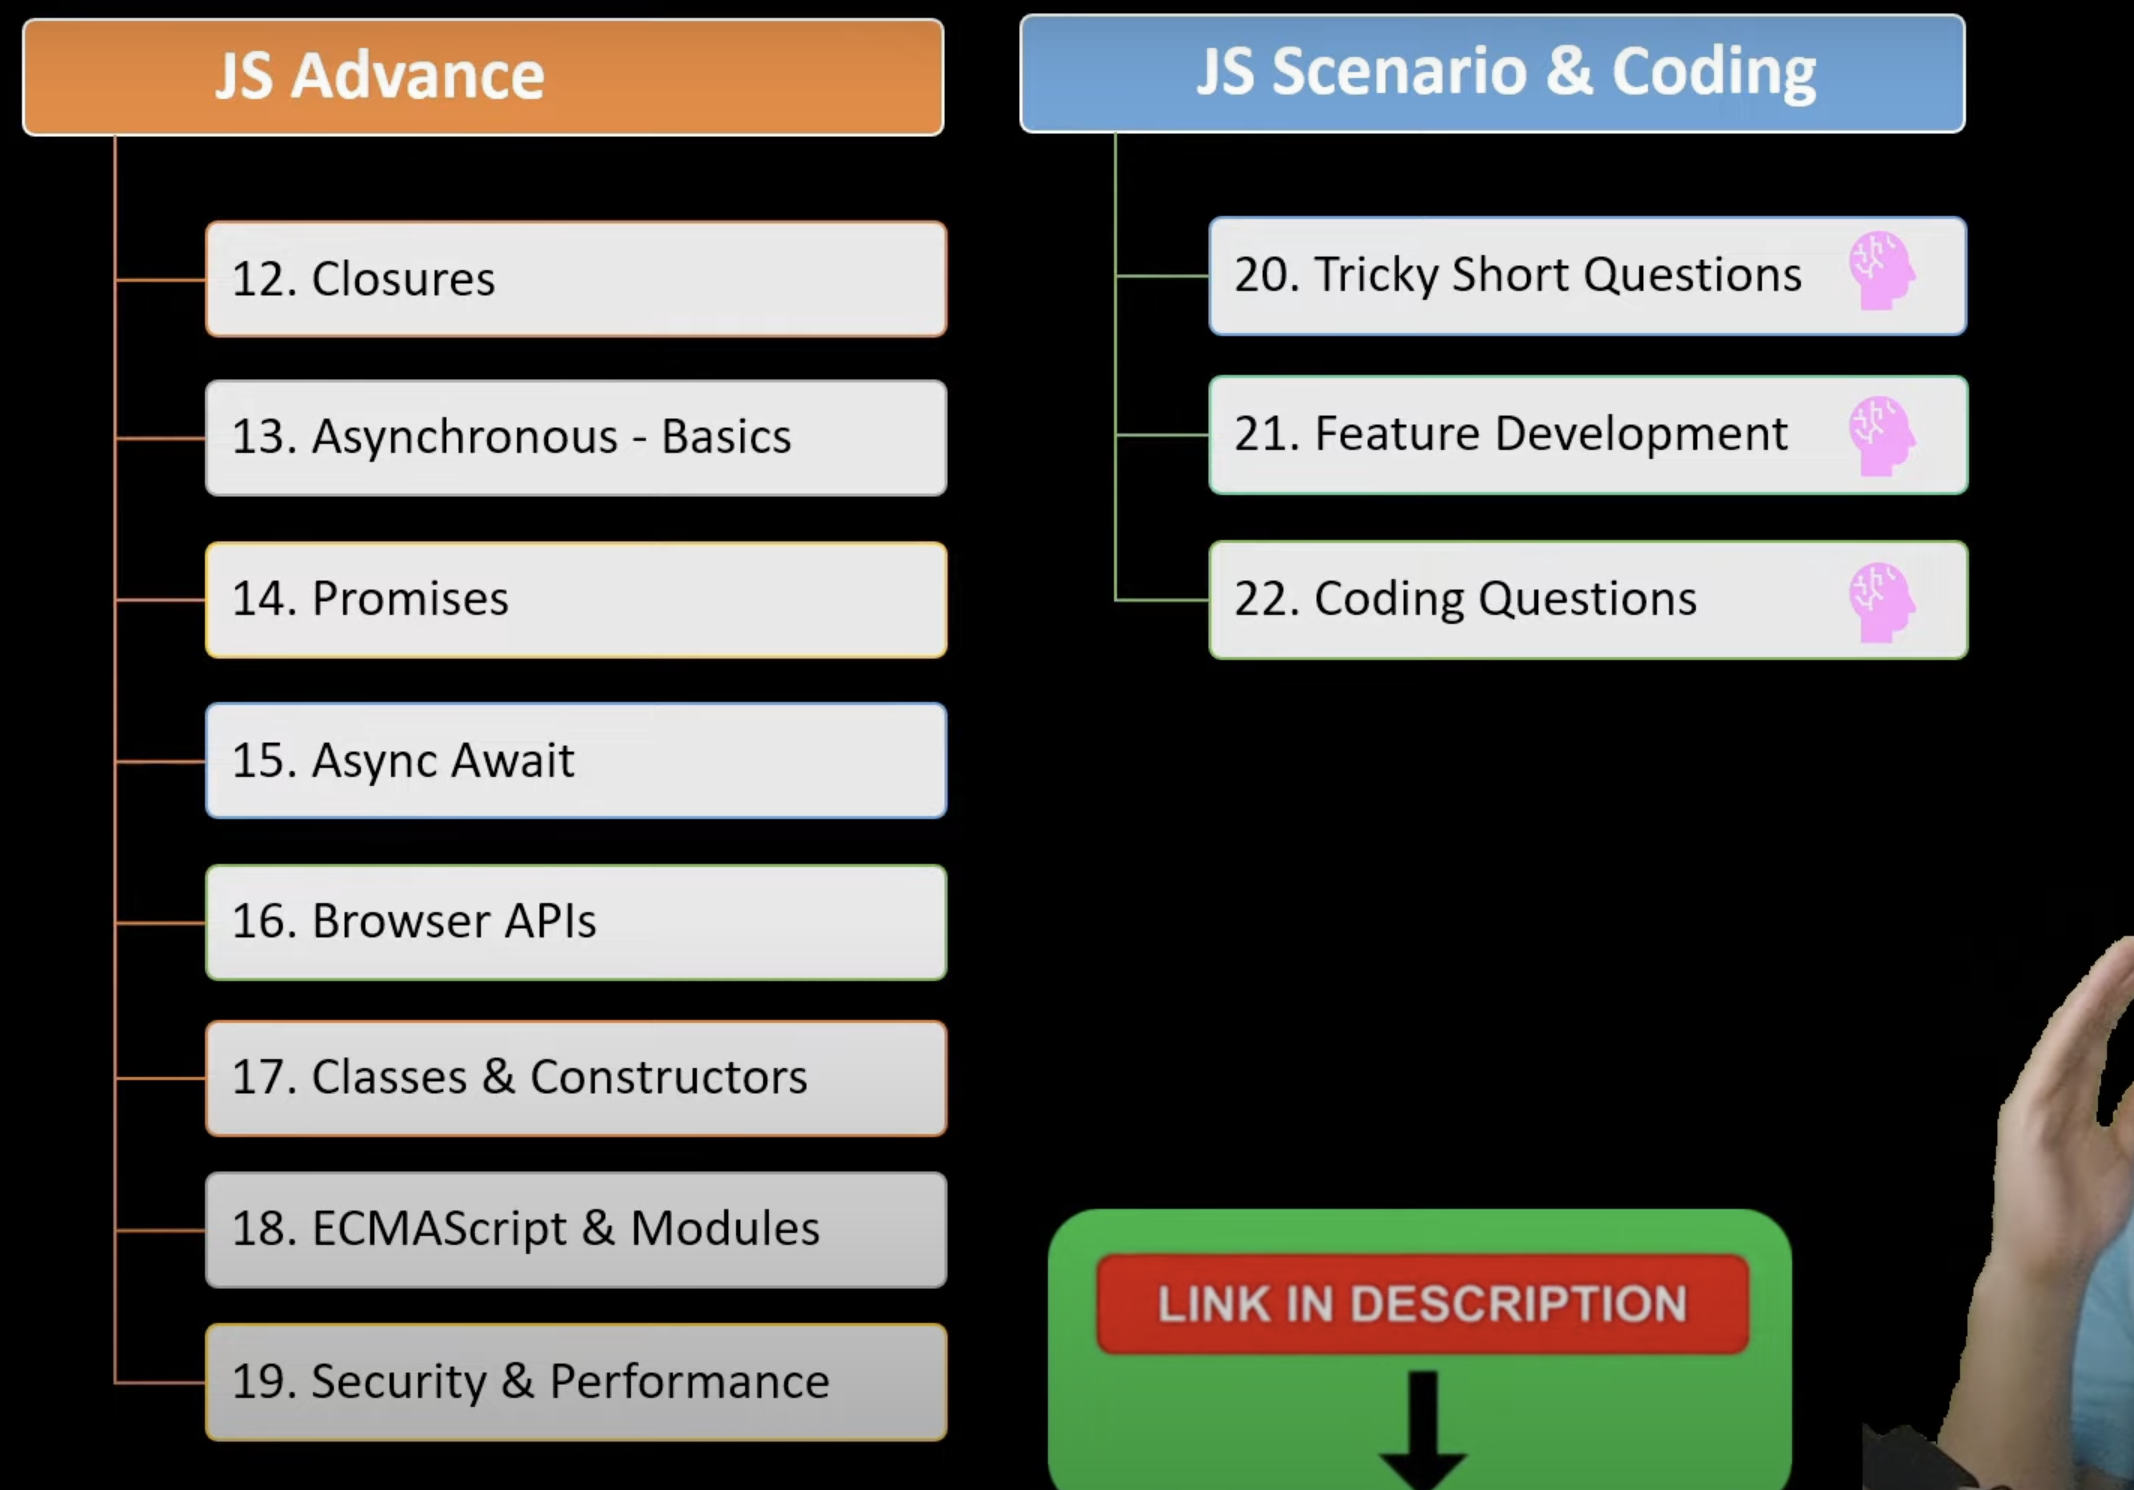 JS Advance
12. Closures
13. Asynchronous - Basics
14. Promises
15. Async Await
16. Browser APIs
17. Classes & Constructors
18. ECMAScript & Modules
19. Security & Performance
JS Scenario & Coding
20. Tricky Short Questions
21. Feature Development
22. Coding Questions
LINK IN DESCRIPTION